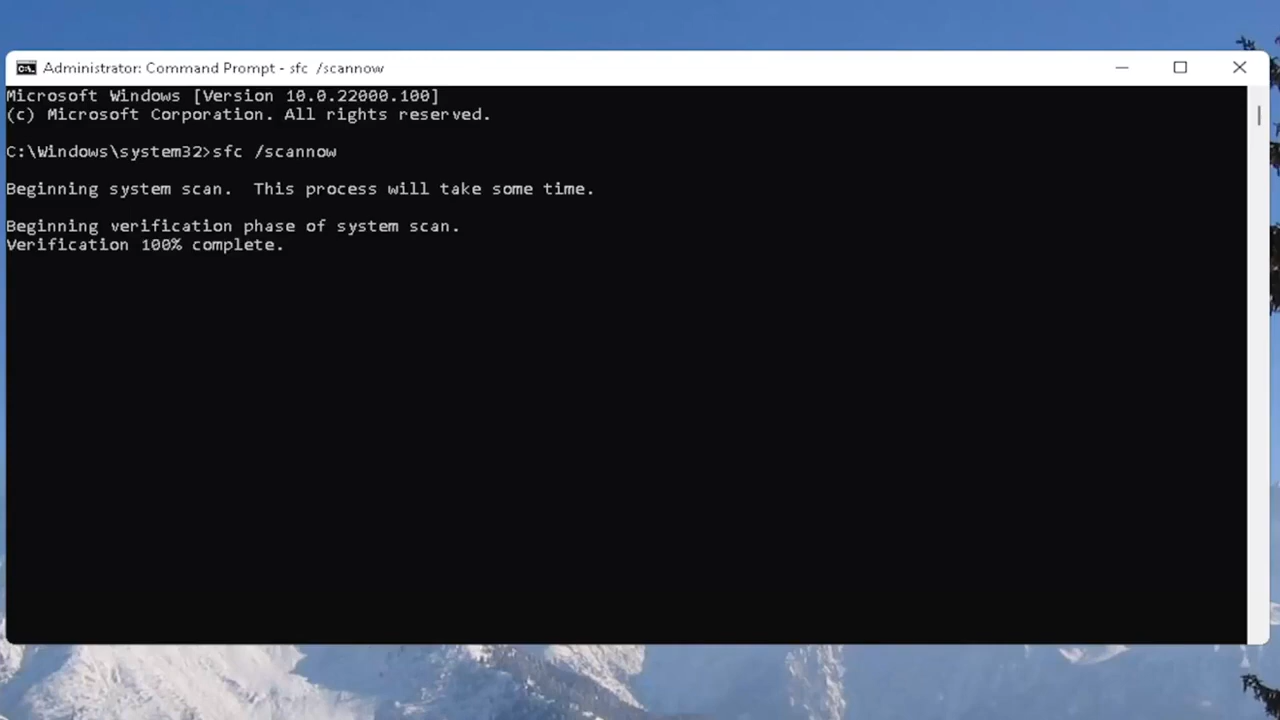 Administrator: Command Prompt - sfc  /scannow
Microsoft Windows [Version 10.0.22000.100]
(c) Microsoft Corporation. All rights reserved.
C:\Windows\system32>sfc /scannow
Beginning system scan.  This process will take some time.
Beginning verification phase of system scan.
Verification 100% complete.